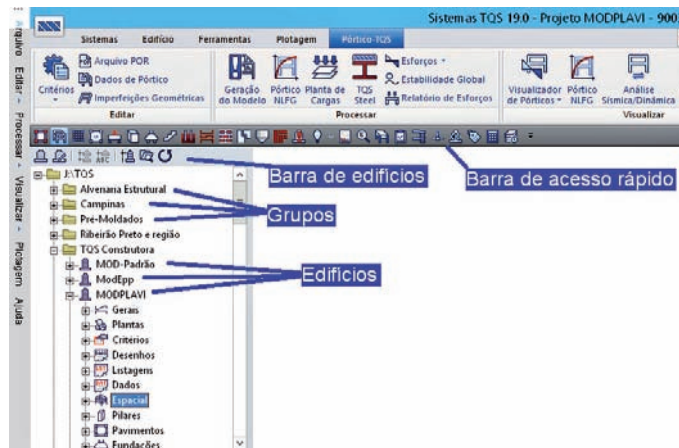 Sistemas TQS 19.0 - Projeto MODPLAVI - 900
Sistemas Edifício Ferramentas Plotagem Pórtico-TQS
Critérios
Arquivo POR
Dados de Pórtico
Imperfeições Geométricas
Editar
Geração do Modelo
Pórtico NLFG
Planta de Cargas
TQS Steel
Esforços
Estabilidade Global
Relatório de Esforços
Processar
Visualizador de Pórticos
Pórtico NLFG
Análise Sísmica/Dinâmica
Visualizar
Arquivo Editar Processar Visualizar Plotagem Ajuda
Barra de edifícios
Barra de acesso rápido
J:\TQS
Alvenaria Estrutural
Campinas
Pré-Moldados
Grupos
Ribeirão Preto e região
TQS Construtora
MOD-Padrão
ModEpp
Edifícios
MODPLAVI
Gerais
Plantas
Critérios
Desenhos
Listagens
Dados
Espacial
Pilares
Pavimentos
Fundações